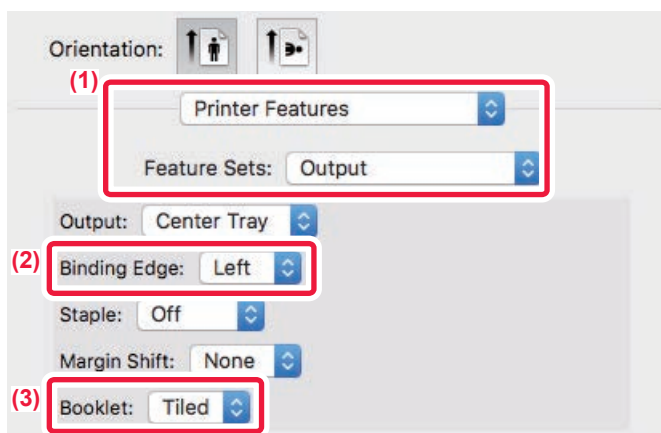 Orientation:
(1)
Printer Features
Feature Sets: Output
Output: Center Tray
(2) Binding Edge: Left
Staple: Off
Margin Shift: None
(3) Booklet: Tiled